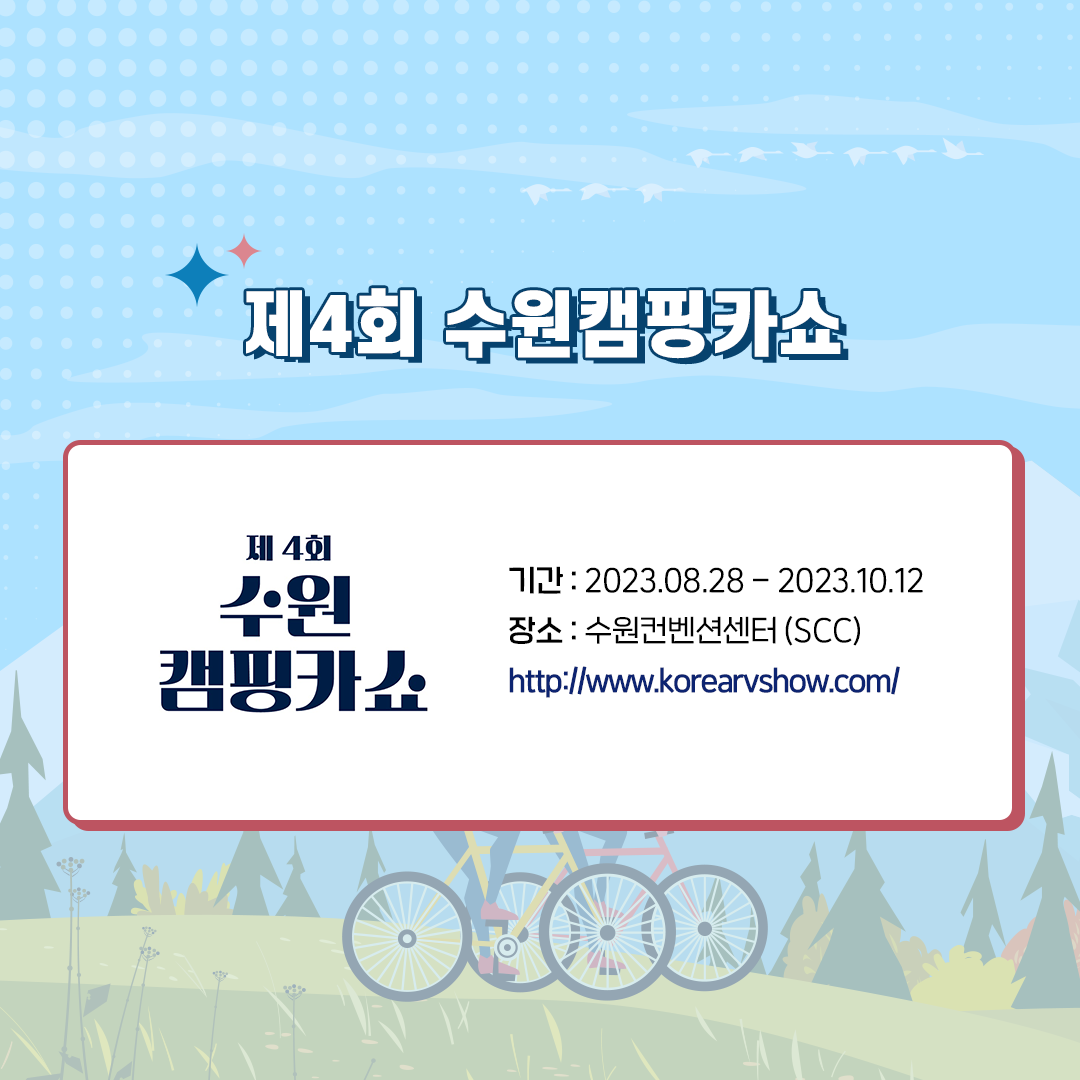 제4회 수원캠핑카쇼
제 4회
수원
캠핑카쇼
기간 : 2023.08.28 – 2023.10.12
장소 : 수원컨벤션센터 (SCC)
http://www.korearvshow.com/